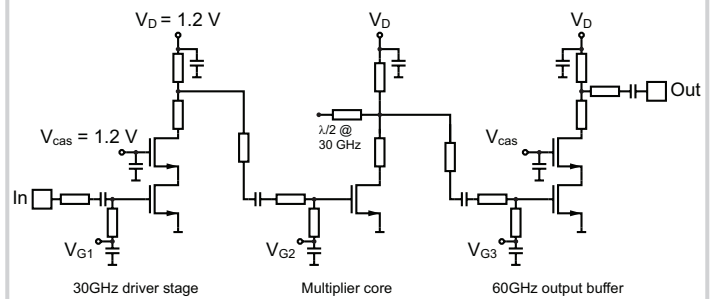 V_D = 1.2 V
V_D
V_D
V_cas = 1.2 V
λ/2 @
30 GHz
V_cas
Out
In
V_G1
V_G2
V_G3
30GHz driver stage
Multiplier core
60GHz output buffer